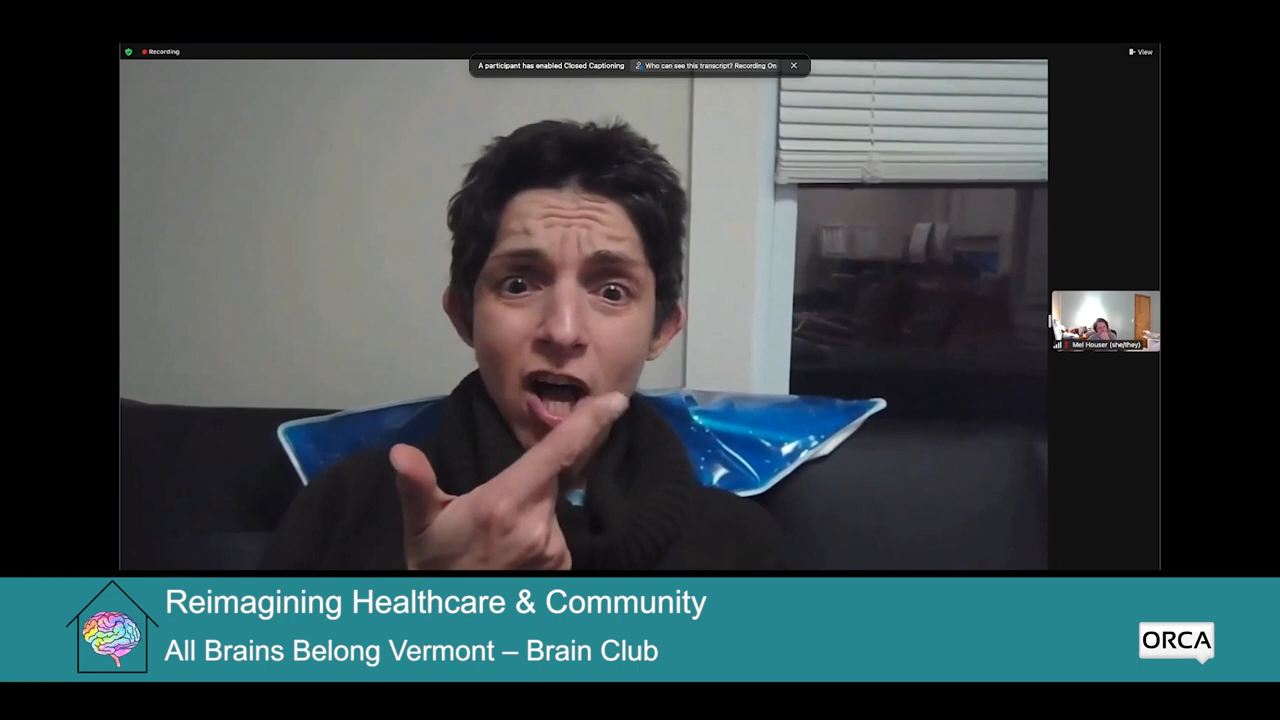 Recording
View
A participant has enabled Closed Captioning
Who can see this transcript? Recording On
Mel Houser (she/they)
Reimagining Healthcare & Community
All Brains Belong Vermont – Brain Club
ORCA